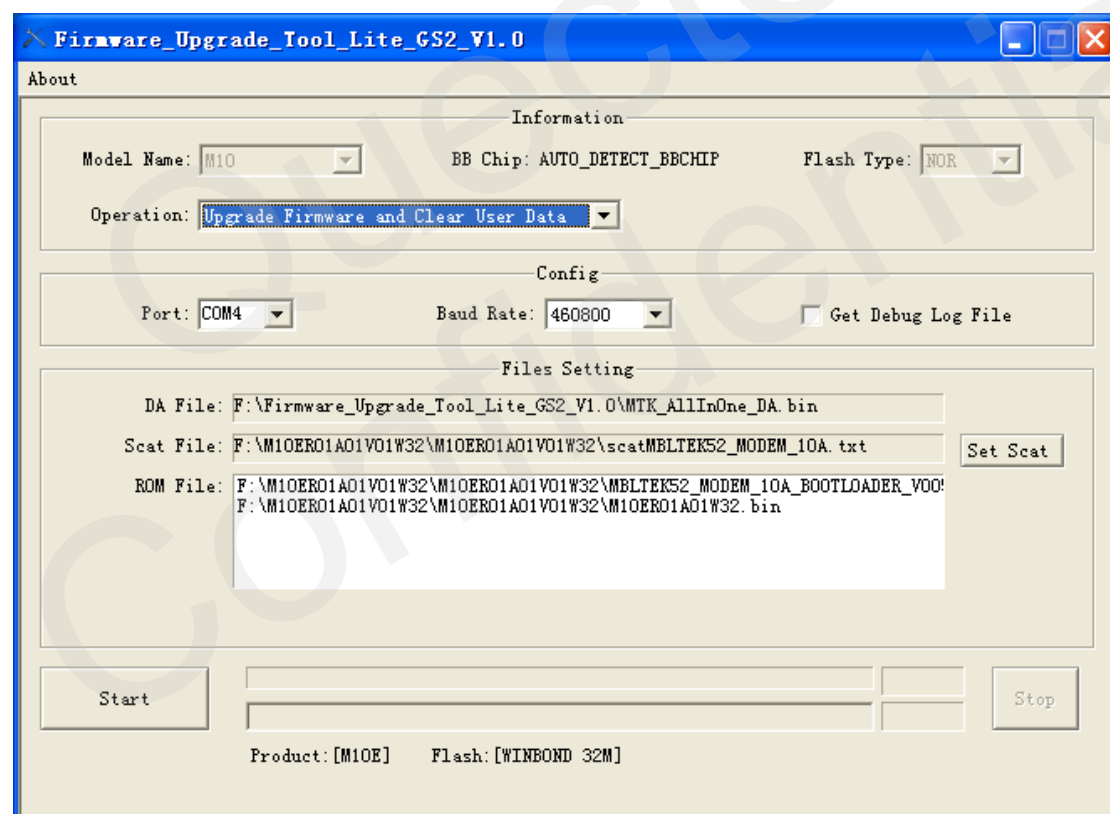 Firmware_Upgrade_Tool_Lite_GS2_V1.0
About
Information
Model Name: M10 BB Chip: AUTO_DETECT_BBCHIP Flash Type: NOR
Operation: Upgrade Firmware and Clear User Data
Config
Port: COM4 Baud Rate: 460800 Get Debug Log File
Files Setting
DA File: F:\Firmware_Upgrade_Tool_Lite_GS2_V1.0\MTK_AllInOne_DA.bin
Scat File: F:\M10ER01A01V01W32\M10ER01A01V01W32\scatMBLTEK52_MODEM_10A.txt Set Scat
ROM File: F:\M10ER01A01V01W32\M10ER01A01V01W32\MBLTEK52_MODEM_10A_BOOTLOADER_V005
F:\M10ER01A01V01W32\M10ER01A01V01W32\M10ER01A01W32.bin
Start Stop
Product:[M10E] Flash:[WINBOND 32M]
Quec
Confidentia